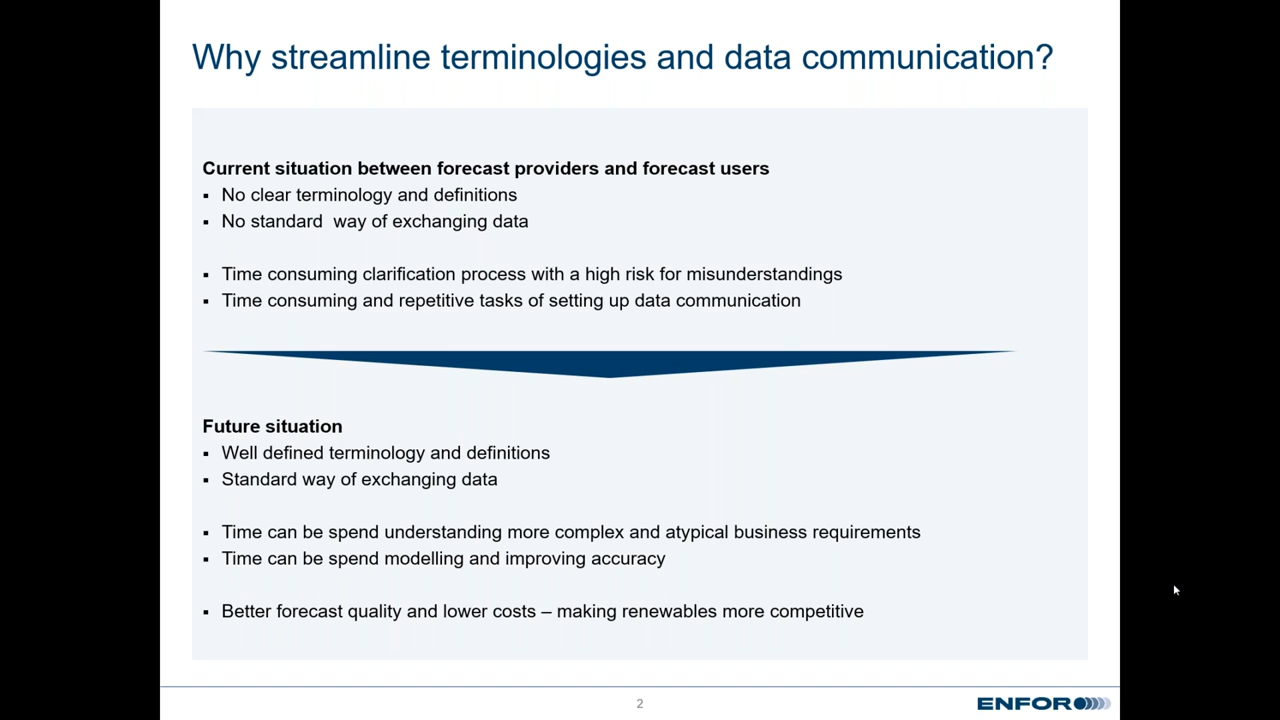 Why streamline terminologies and data communication?
Current situation between forecast providers and forecast users
▪ No clear terminology and definitions
▪ No standard  way of exchanging data
▪ Time consuming clarification process with a high risk for misunderstandings
▪ Time consuming and repetitive tasks of setting up data communication
Future situation
▪ Well defined terminology and definitions
▪ Standard way of exchanging data
▪ Time can be spend understanding more complex and atypical business requirements
▪ Time can be spend modelling and improving accuracy
▪ Better forecast quality and lower costs – making renewables more competitive
2
ENFOR